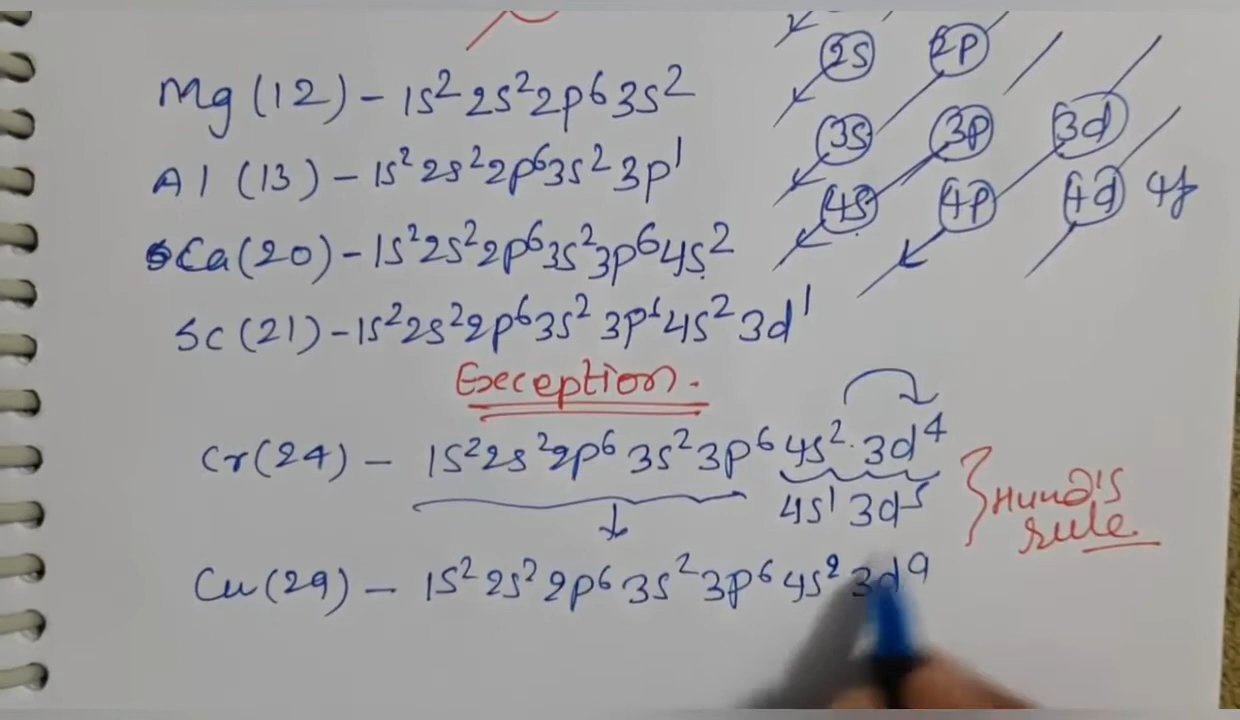 2s 2p
Mg (12) - 1s² 2s² 2p⁶ 3s²
3s 3p 3d
Al (13) - 1s² 2s² 2p⁶ 3s² 3p¹
4s 4p 4d 4f
Ca (20) - 1s² 2s² 2p⁶ 3s² 3p⁶ 4s²
Sc (21) - 1s² 2s² 2p⁶ 3s² 3p⁶ 4s² 3d¹
Exception.
Cr (24) - 1s² 2s² 2p⁶ 3s² 3p⁶ 4s² 3d⁴
4s¹ 3d⁵
Hund's
rule
Cu (29) - 1s² 2s² 2p⁶ 3s² 3p⁶ 4s² 3d⁹